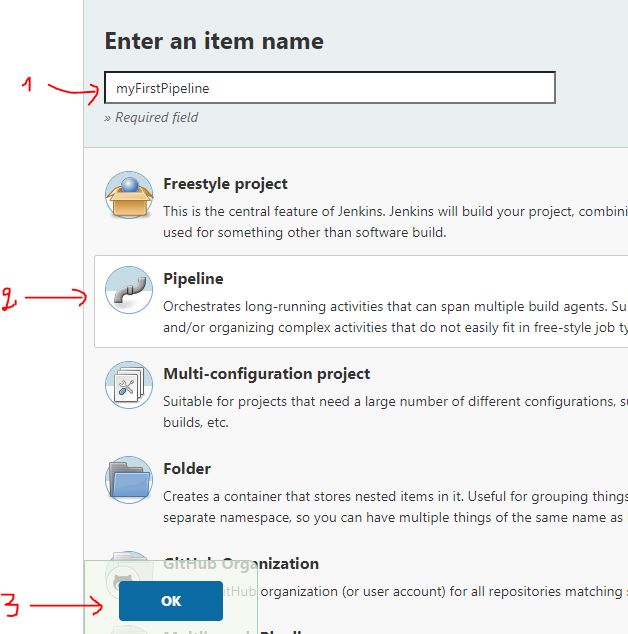 Enter an item name
1
myFirstPipeline
» Required field
Freestyle project
This is the central feature of Jenkins. Jenkins will build your project, combini
used for something other than software build.
2
Pipeline
Orchestrates long-running activities that can span multiple build agents. Su
and/or organizing complex activities that do not easily fit in free-style job ty
Multi-configuration project
Suitable for projects that need a large number of different configurations, su
builds, etc.
Folder
Creates a container that stores nested items in it. Useful for grouping things
separate namespace, so you can have multiple things of the same name as
GitHub Organization
organization (or user account) for all repositories matching s
3
OK